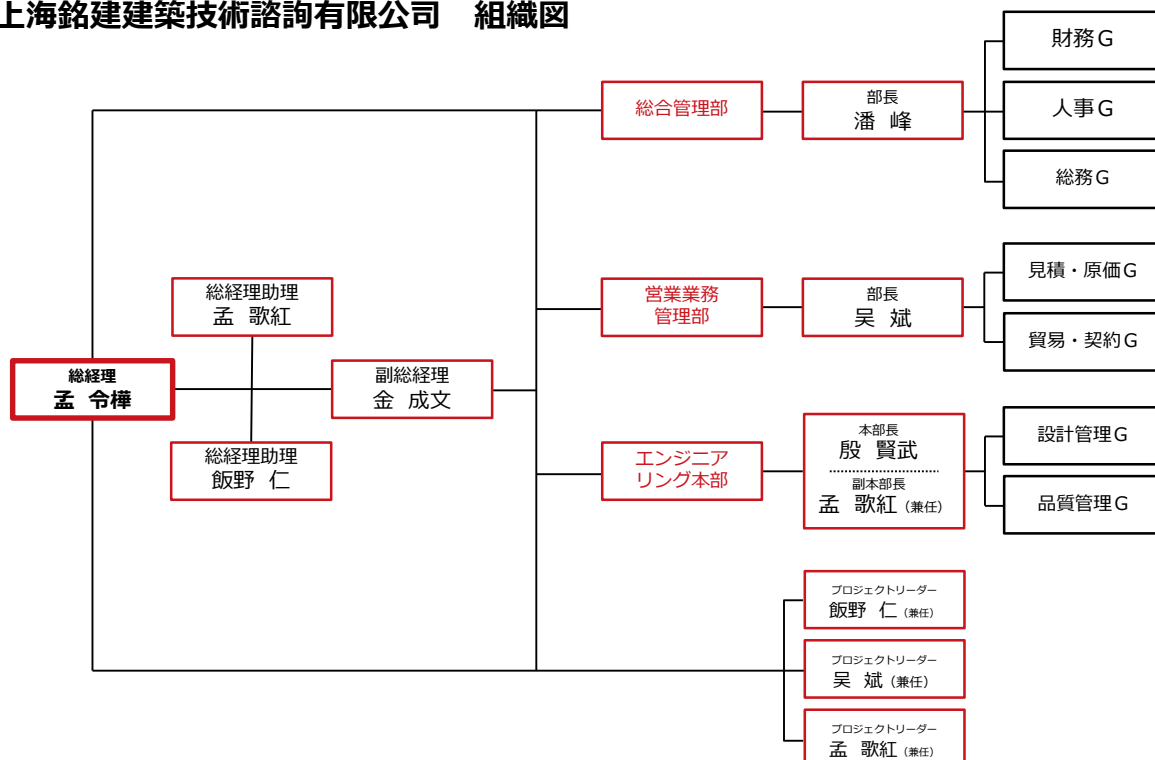 上海銘建建築技術諮詢有限公司　組織図
総経理
孟 令樺
総経理助理
孟 歌紅
総経理助理
飯野 仁
副総経理
金 成文
総合管理部
部長
潘 峰
財務G
人事G
総務G
営業業務
管理部
部長
吴 斌
見積・原価G
貿易・契約G
エンジニア
リング本部
本部長
殷 賢武
副本部長
孟 歌紅（兼任）
設計管理G
品質管理G
プロジェクトリーダー
飯野 仁（兼任）
プロジェクトリーダー
吴 斌（兼任）
プロジェクトリーダー
孟 歌紅（兼任）